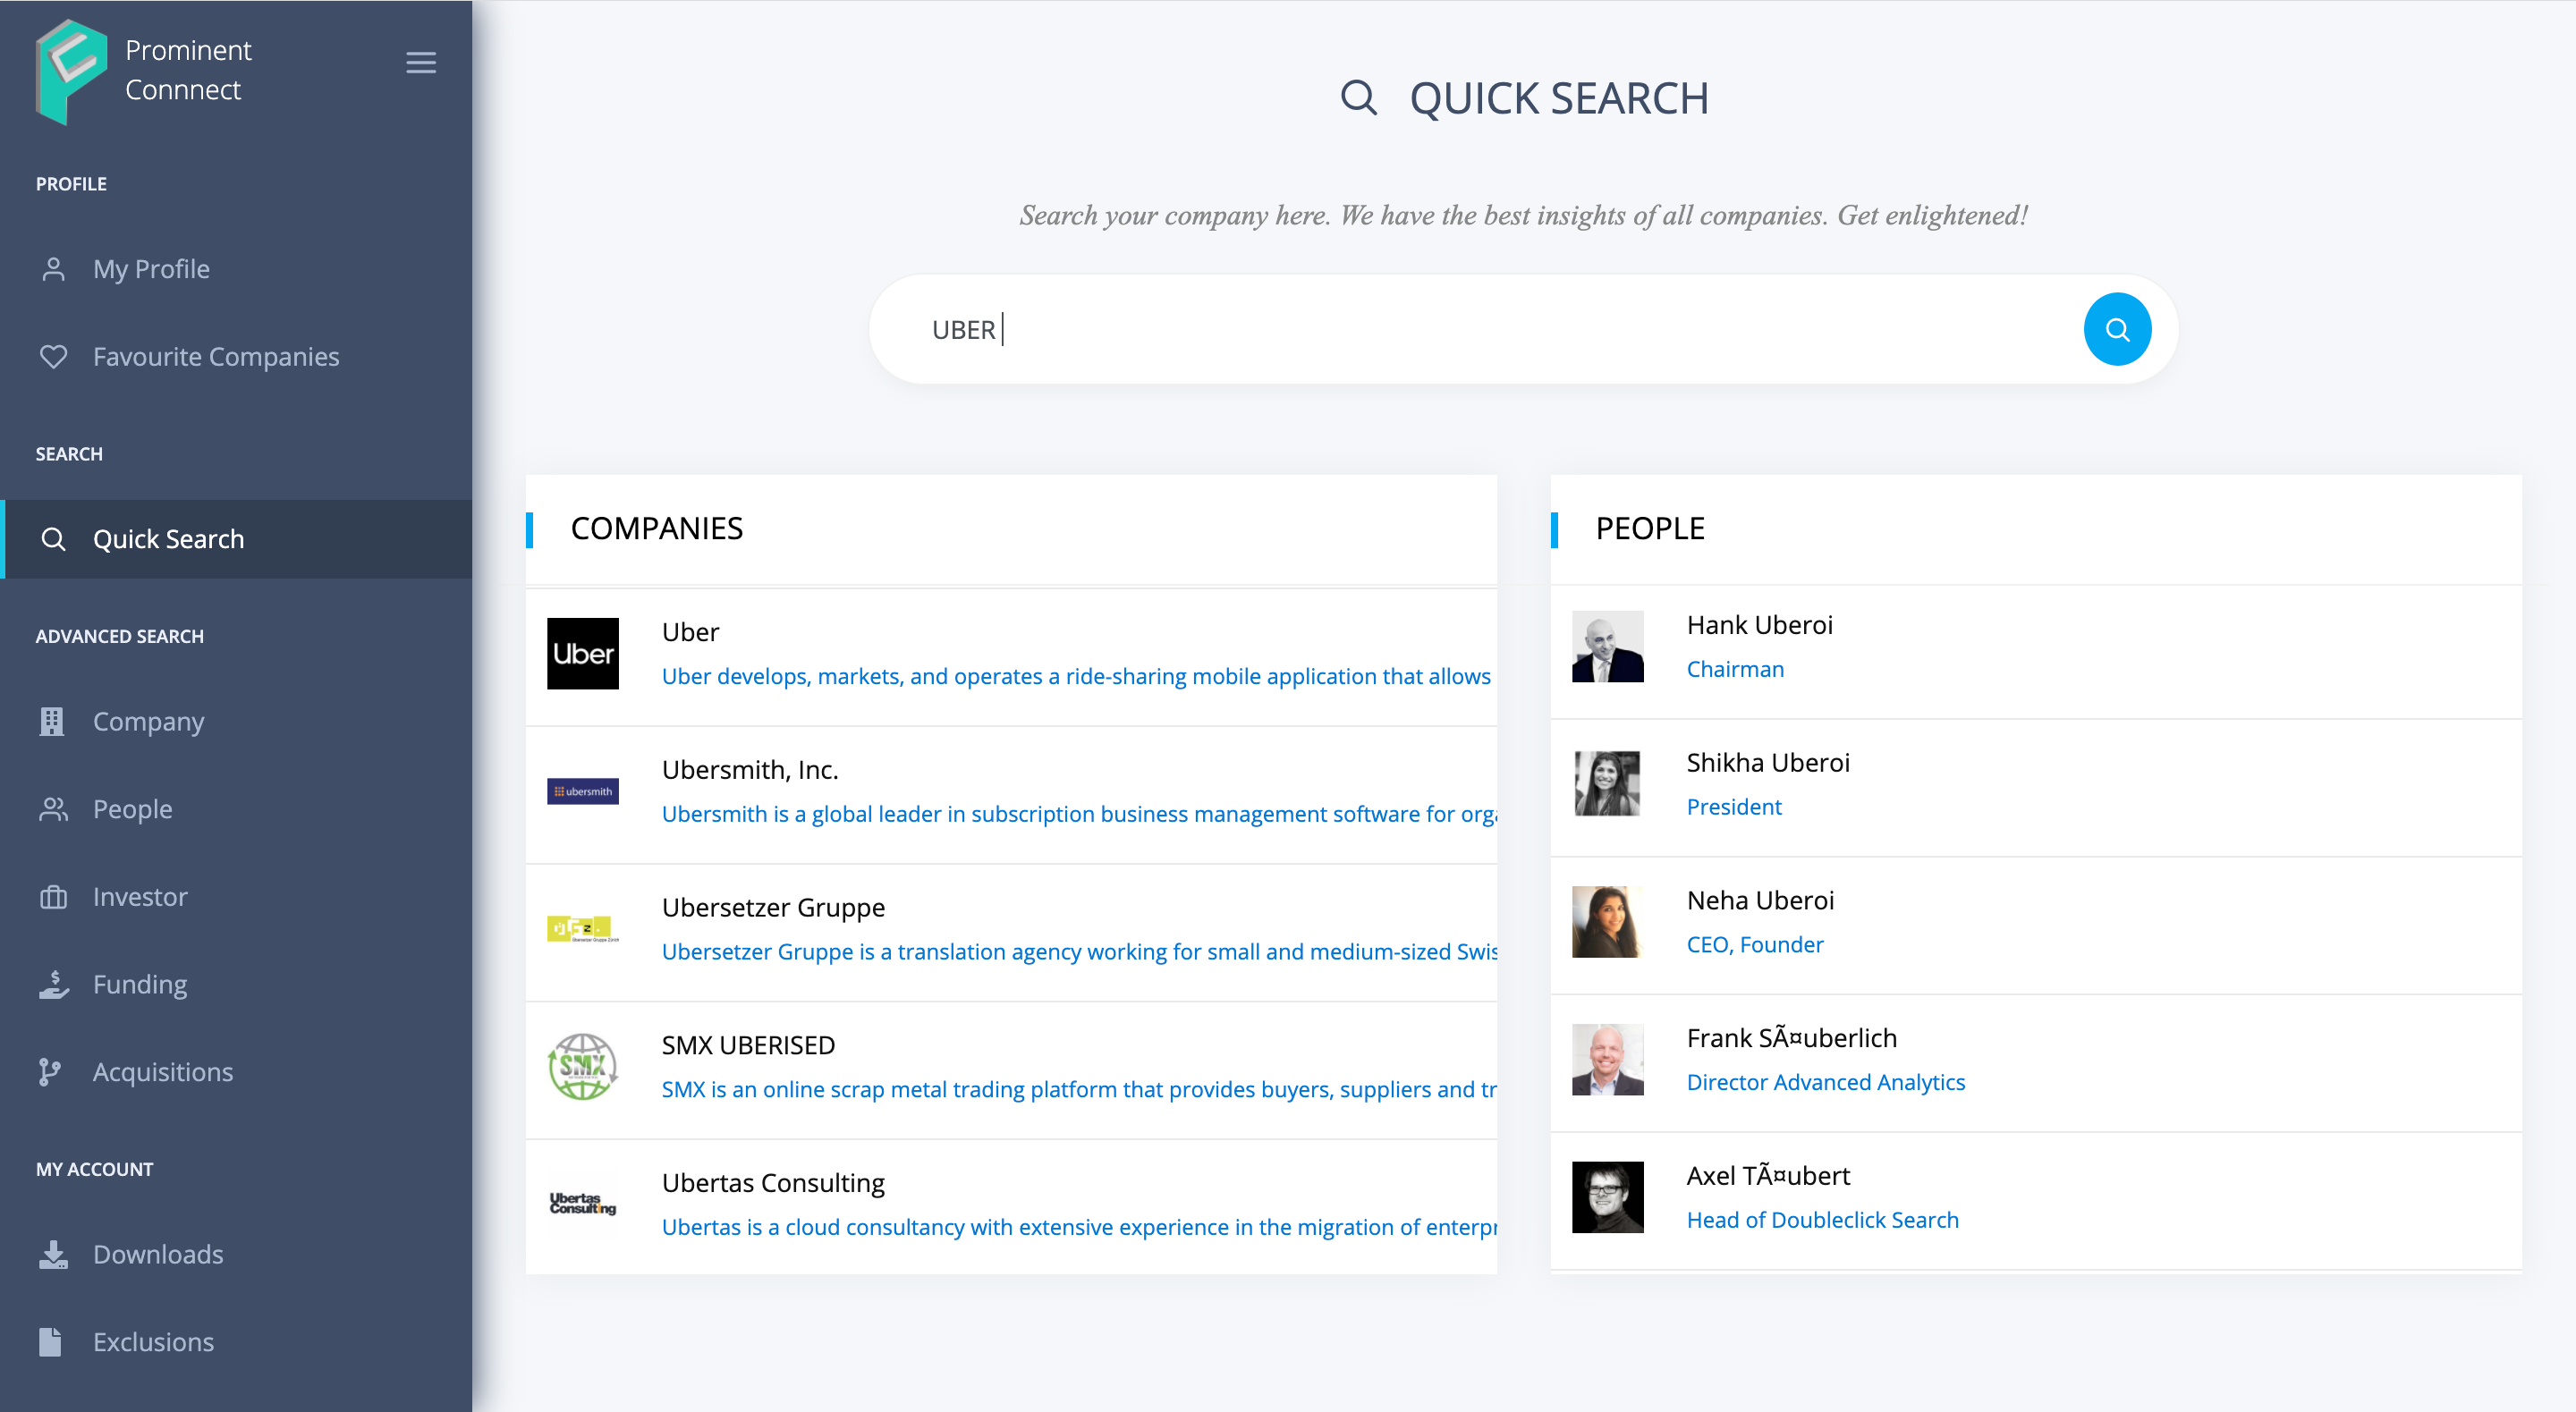 Prominent
Connnect
PROFILE
My Profile
Favourite Companies
SEARCH
Quick Search
ADVANCED SEARCH
Company
People
Investor
Funding
Acquisitions
MY ACCOUNT
Downloads
Exclusions
QUICK SEARCH
Search your company here. We have the best insights of all companies. Get enlightened!
UBER
COMPANIES
Uber
Uber
Uber develops, markets, and operates a ride-sharing mobile application that allows
ubersmith
Ubersmith, Inc.
Ubersmith is a global leader in subscription business management software for orga
Ubersetzer Gruppe Zürich
Ubersetzer Gruppe
Ubersetzer Gruppe is a translation agency working for small and medium-sized Swis
SMX
SMX UBERISED
SMX is an online scrap metal trading platform that provides buyers, suppliers and tr
Ubertas
Consulting
Ubertas Consulting
Ubertas is a cloud consultancy with extensive experience in the migration of enterpr
PEOPLE
Hank Uberoi
Chairman
Shikha Uberoi
President
Neha Uberoi
CEO, Founder
Frank SÃ¤uberlich
Director Advanced Analytics
Axel TÃ¤ubert
Head of Doubleclick Search